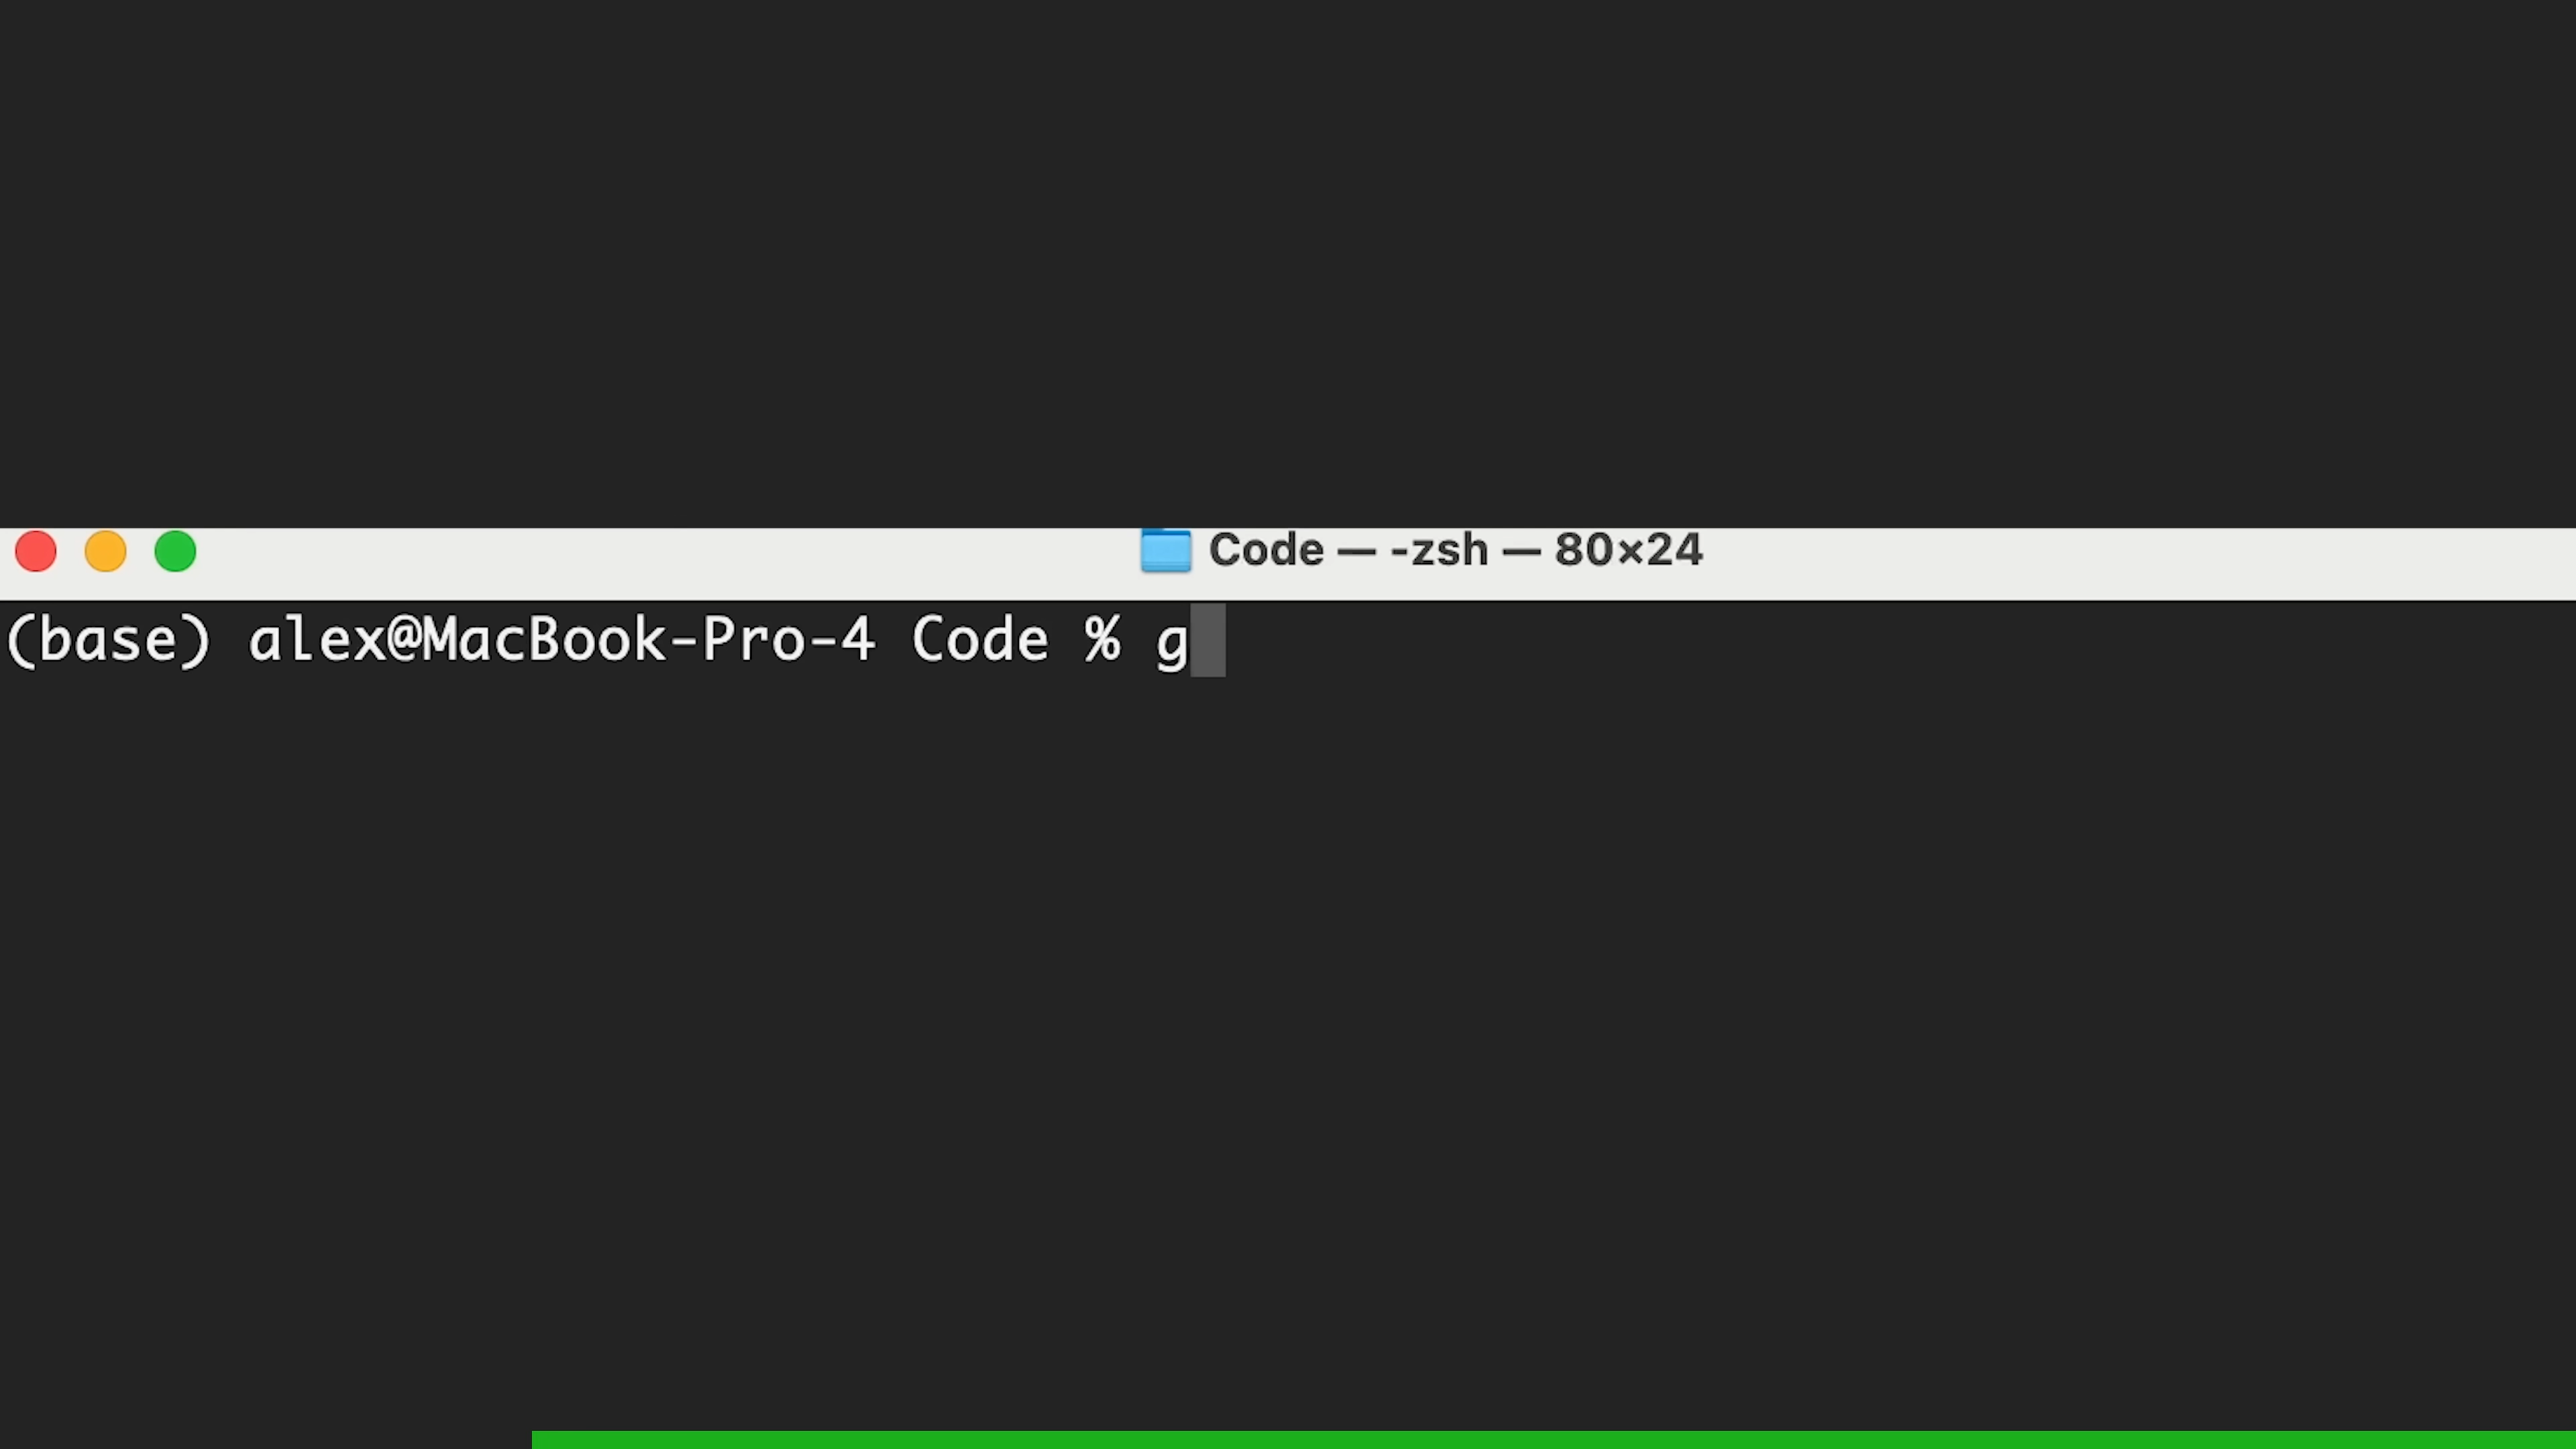 Code — -zsh — 80×24
(base) alex@MacBook-Pro-4 Code % g